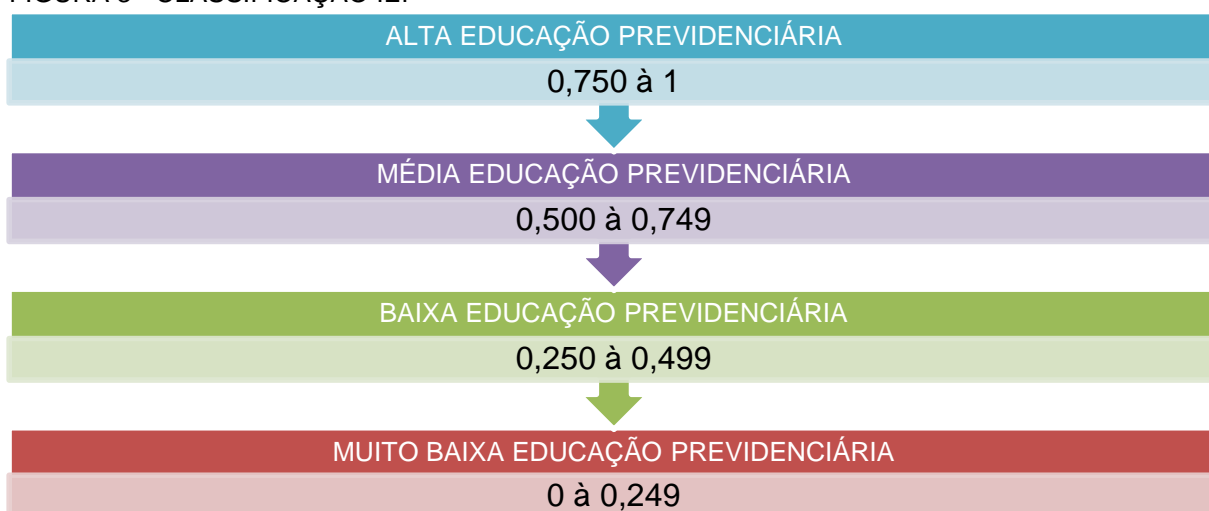 ALTA EDUCAÇÃO PREVIDENCIÁRIA
0,750 à 1
MÉDIA EDUCAÇÃO PREVIDENCIÁRIA
0,500 à 0,749
BAIXA EDUCAÇÃO PREVIDENCIÁRIA
0,250 à 0,499
MUITO BAIXA EDUCAÇÃO PREVIDENCIÁRIA
0 à 0,249